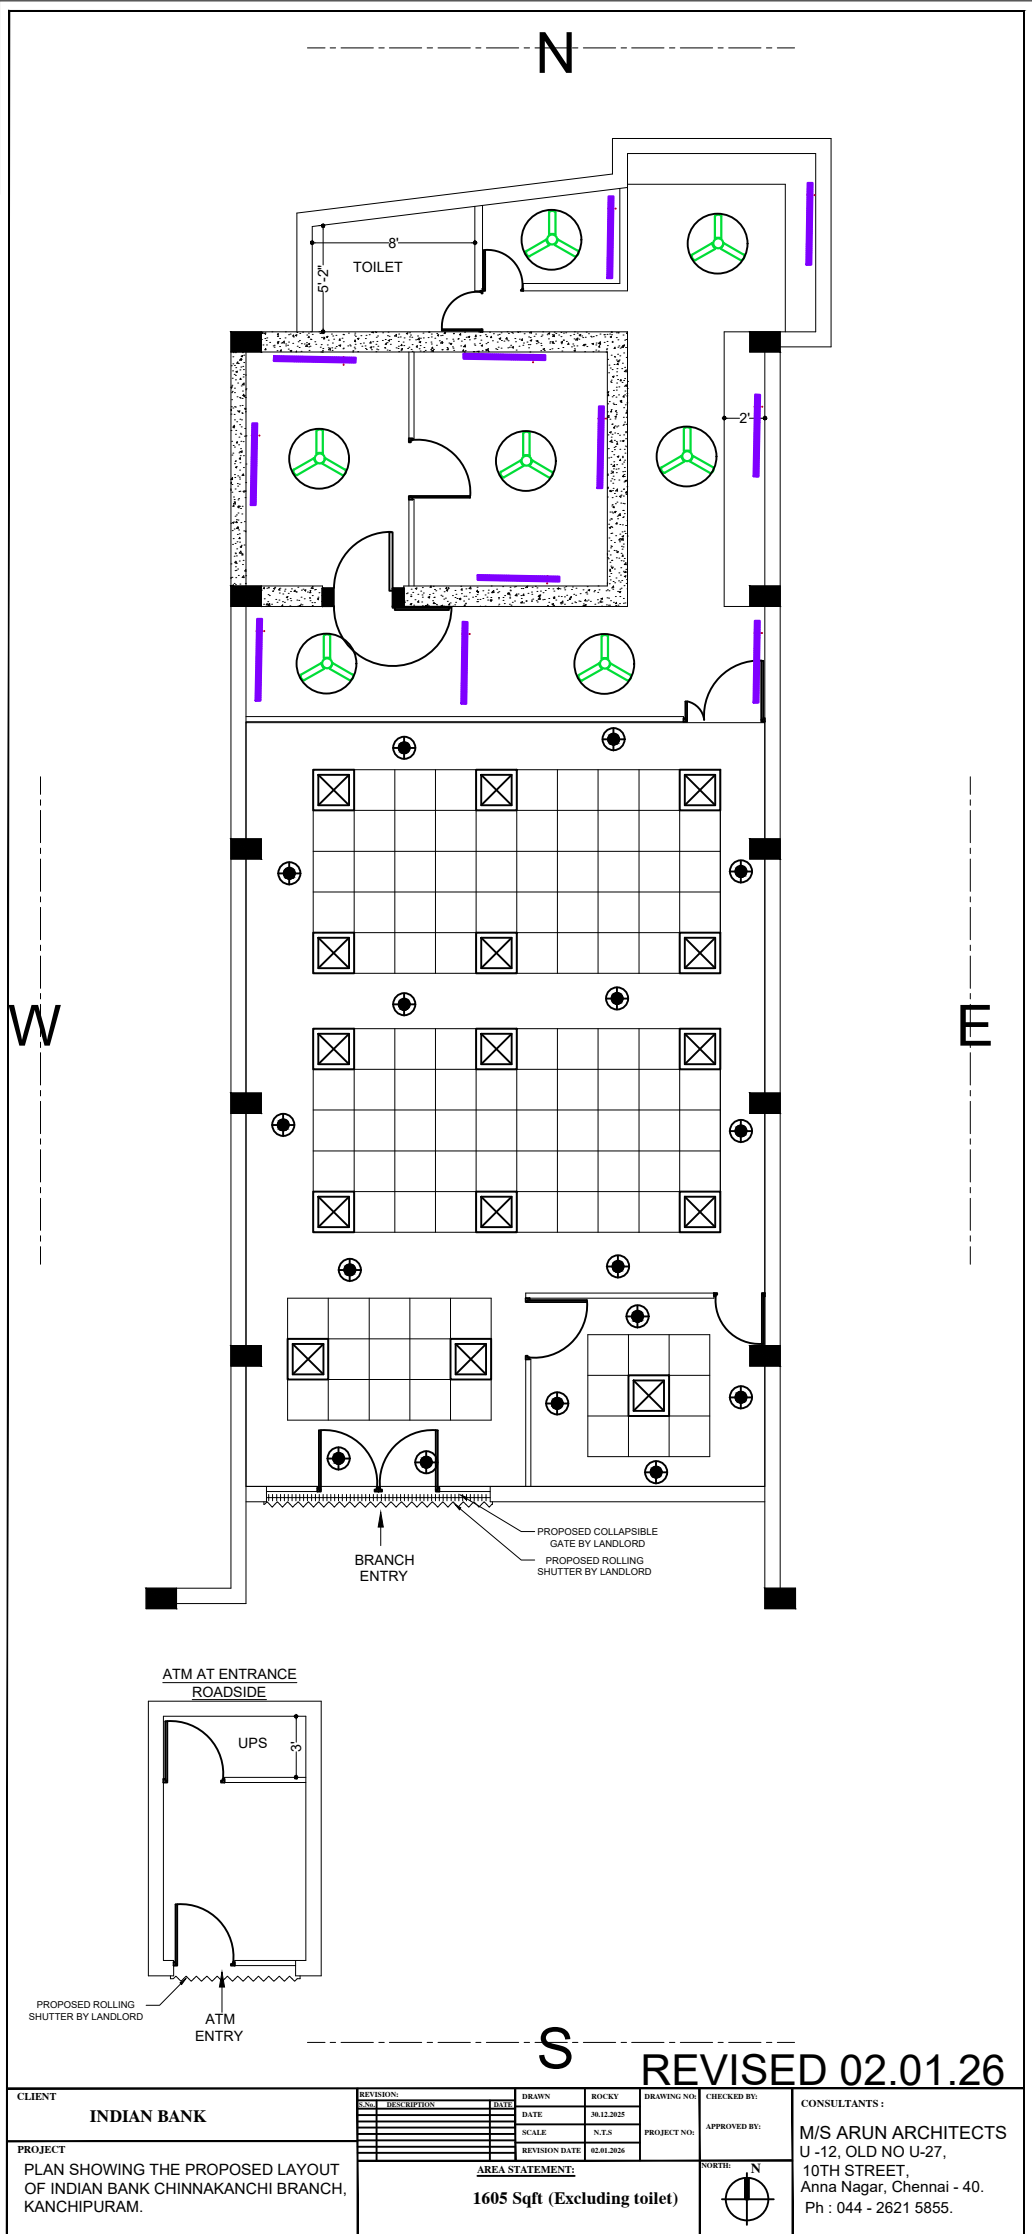 N
8'
5'-2"
TOILET
2'
W
E
PROPOSED COLLAPSIBLE
GATE BY LANDLORD
PROPOSED ROLLING
SHUTTER BY LANDLORD
BRANCH
ENTRY
ATM AT ENTRANCE
ROADSIDE
UPS
3'
PROPOSED ROLLING
SHUTTER BY LANDLORD
ATM
ENTRY
S
REVISED 02.01.26
CLIENT
INDIAN BANK
PROJECT
PLAN SHOWING THE PROPOSED LAYOUT
OF INDIAN BANK CHINNAKANCHI BRANCH,
KANCHIPURAM.
REVISION:
S.No. DESCRIPTION DATE
DRAWN ROCKY
DATE 30.12.2025
SCALE N.T.S
REVISION DATE 02.01.2026
DRAWING NO:
PROJECT NO:
CHECKED BY:
APPROVED BY:
AREA STATEMENT:
1605 Sqft (Excluding toilet)
NORTH:
N
CONSULTANTS :
M/S ARUN ARCHITECTS
U -12, OLD NO U-27,
10TH STREET,
Anna Nagar, Chennai - 40.
Ph : 044 - 2621 5855.